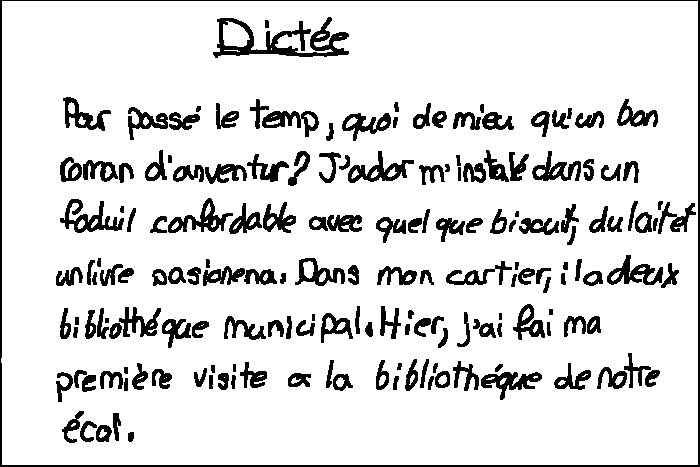 Dictée
Pour passé le temp, quoi de mieu qu'un bon
roman d'anventur? J'ador m'instalé dans un
foduil confordable avec quel que biscuit, du lait et
un livre pasionena. Dans mon cartier, il a deux
bibliothéque municipal. Hier, j'ai fai ma
première visite a la bibliothéque de notre
écol.